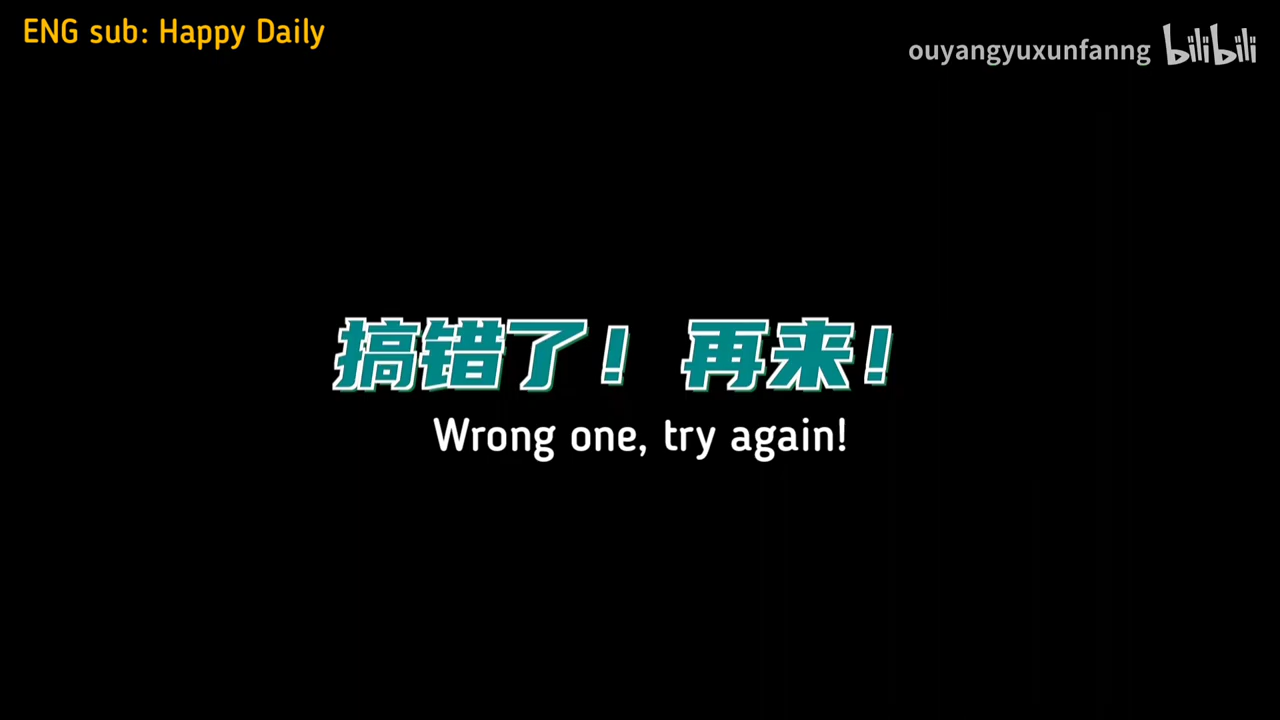 ENG sub: Happy Daily
ouyangyuxunfanng bilibili
搞错了！再来！
Wrong one, try again!